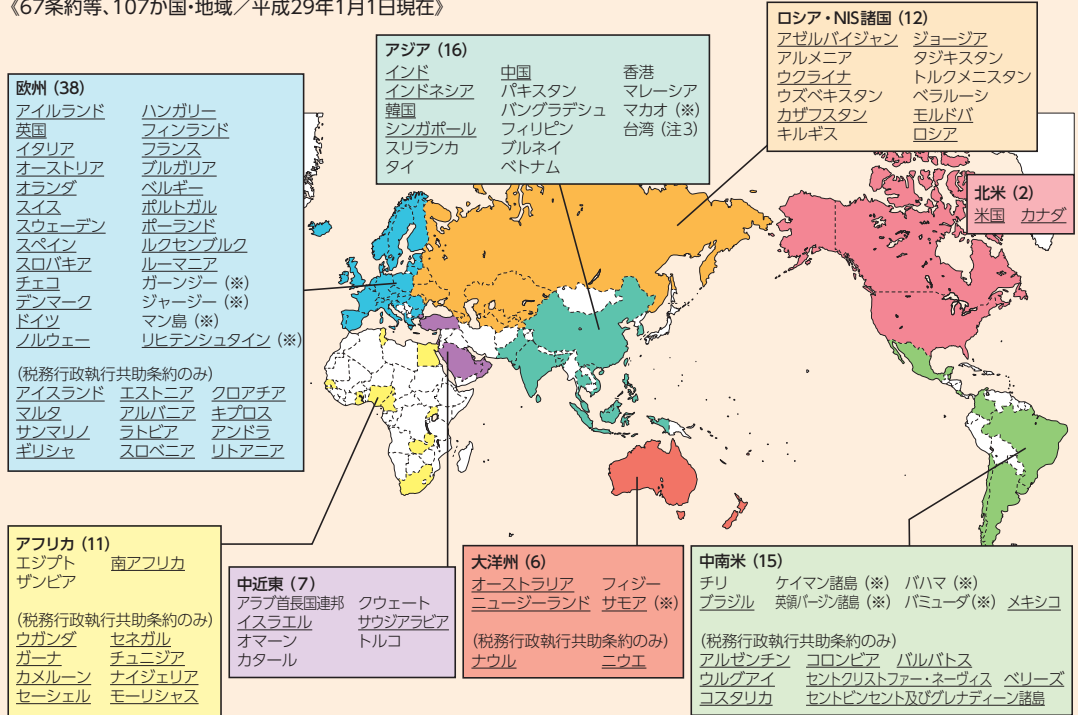 《67条約等、107か国・地域／平成29年1月1日現在》
欧州 (38)
アイルランド ハンガリー
英国 フィンランド
イタリア フランス
オーストリア ブルガリア
オランダ ベルギー
スイス ポルトガル
スウェーデン ポーランド
スペイン ルクセンブルク
スロバキア ルーマニア
チェコ ガーンジー (※)
デンマーク ジャージー (※)
ドイツ マン島 (※)
ノルウェー リヒテンシュタイン (※)
(税務行政執行共助条約のみ)
アイスランド エストニア クロアチア
マルタ アルバニア キプロス
サンマリノ ラトビア アンドラ
ギリシャ スロベニア リトアニア
アジア (16)
インド 中国 香港
インドネシア パキスタン マレーシア
韓国 バングラデシュ マカオ (※)
シンガポール フィリピン 台湾 (注3)
スリランカ ブルネイ
タイ ベトナム
ロシア・NIS諸国 (12)
アゼルバイジャン ジョージア
アルメニア タジキスタン
ウクライナ トルクメニスタン
ウズベキスタン ベラルーシ
カザフスタン モルドバ
キルギス ロシア
北米 (2)
米国 カナダ
アフリカ (11)
エジプト 南アフリカ
ザンビア
(税務行政執行共助条約のみ)
ウガンダ セネガル
ガーナ チュニジア
カメルーン ナイジェリア
セーシェル モーリシャス
中近東 (7)
アラブ首長国連邦 クウェート
イスラエル サウジアラビア
オマーン トルコ
カタール
大洋州 (6)
オーストラリア フィジー
ニュージーランド サモア (※)
(税務行政執行共助条約のみ)
ナウル ニウエ
中南米 (15)
チリ ケイマン諸島 (※) バハマ (※)
ブラジル 英領バージン諸島 (※) バミューダ(※) メキシコ
(税務行政執行共助条約のみ)
アルゼンチン コロンビア バルバトス
ウルグアイ セントクリストファー・ネーヴィス ベリーズ
コスタリカ セントビンセント及びグレナディーン諸島